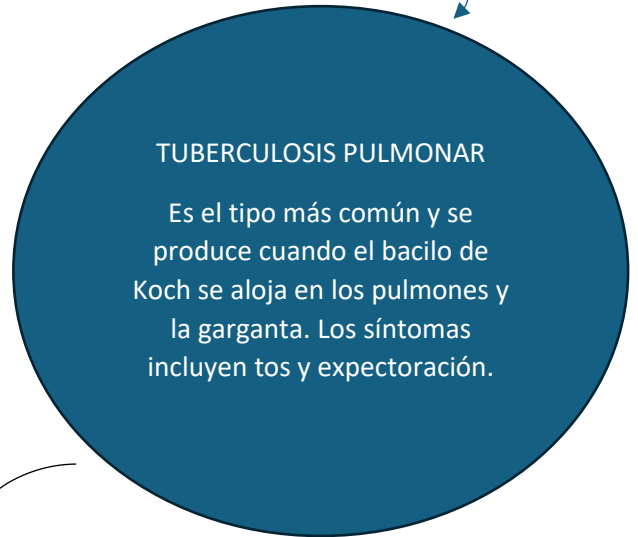 TUBERCULOSIS PULMONAR
Es el tipo más común y se
produce cuando el bacilo de
Koch se aloja en los pulmones y
la garganta. Los síntomas
incluyen tos y expectoración.